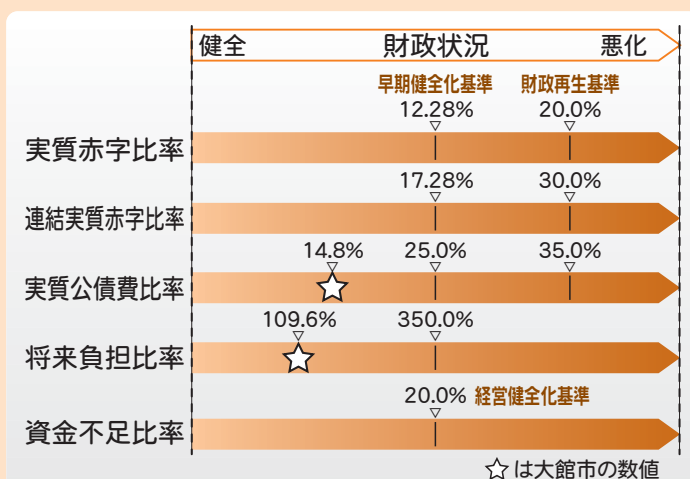 健全 財政状況 悪化
早期健全化基準 財政再生基準
12.28% 20.0%
実質赤字比率
17.28% 30.0%
連結実質赤字比率
14.8% 25.0% 35.0%
実質公債費比率
109.6% 350.0%
将来負担比率
20.0% 経営健全化基準
資金不足比率
☆は大館市の数値